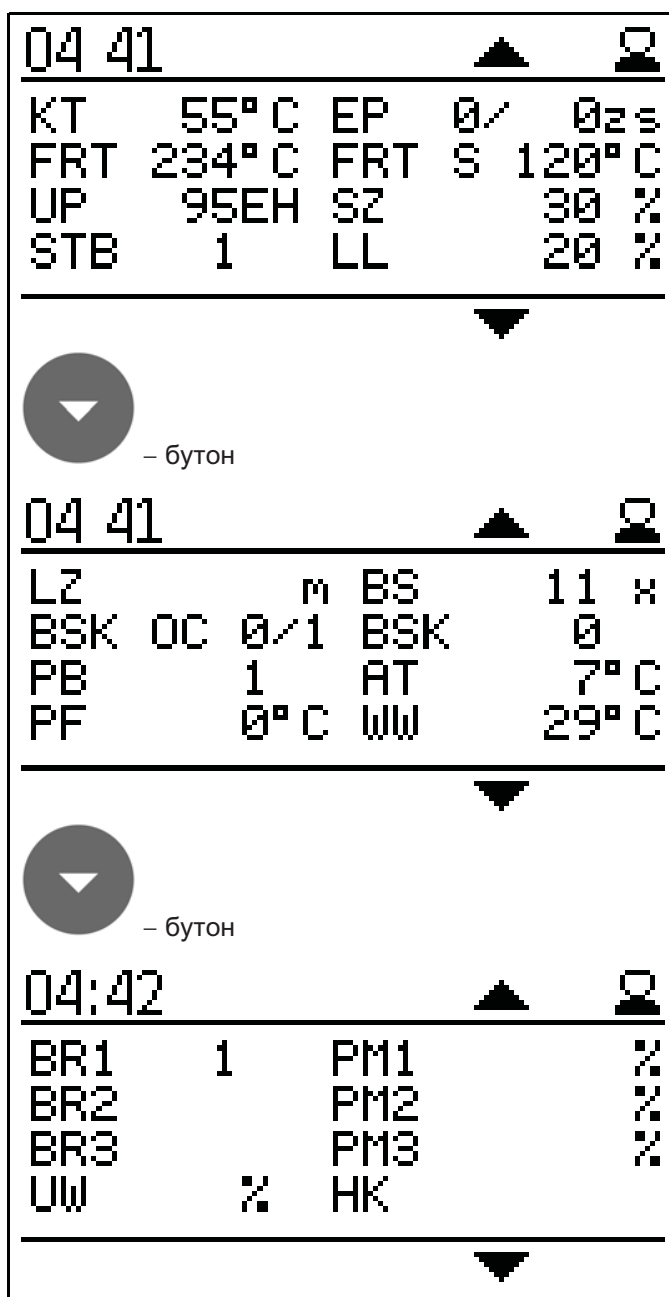 04 41
KT 55°C EP 0/ 0zs
FRT 234°C FRT S 120°C
UP 95EH SZ 30 %
STB 1 LL 20 %
– бутон
04 41
LZ m BS 11 x
BSK OC 0/1 BSK 0
PB 1 AT 7°C
PF 0°C WW 29°C
– бутон
04:42
BR1 1 PM1 %
BR2 PM2 %
BR3 PM3 %
UW % HK